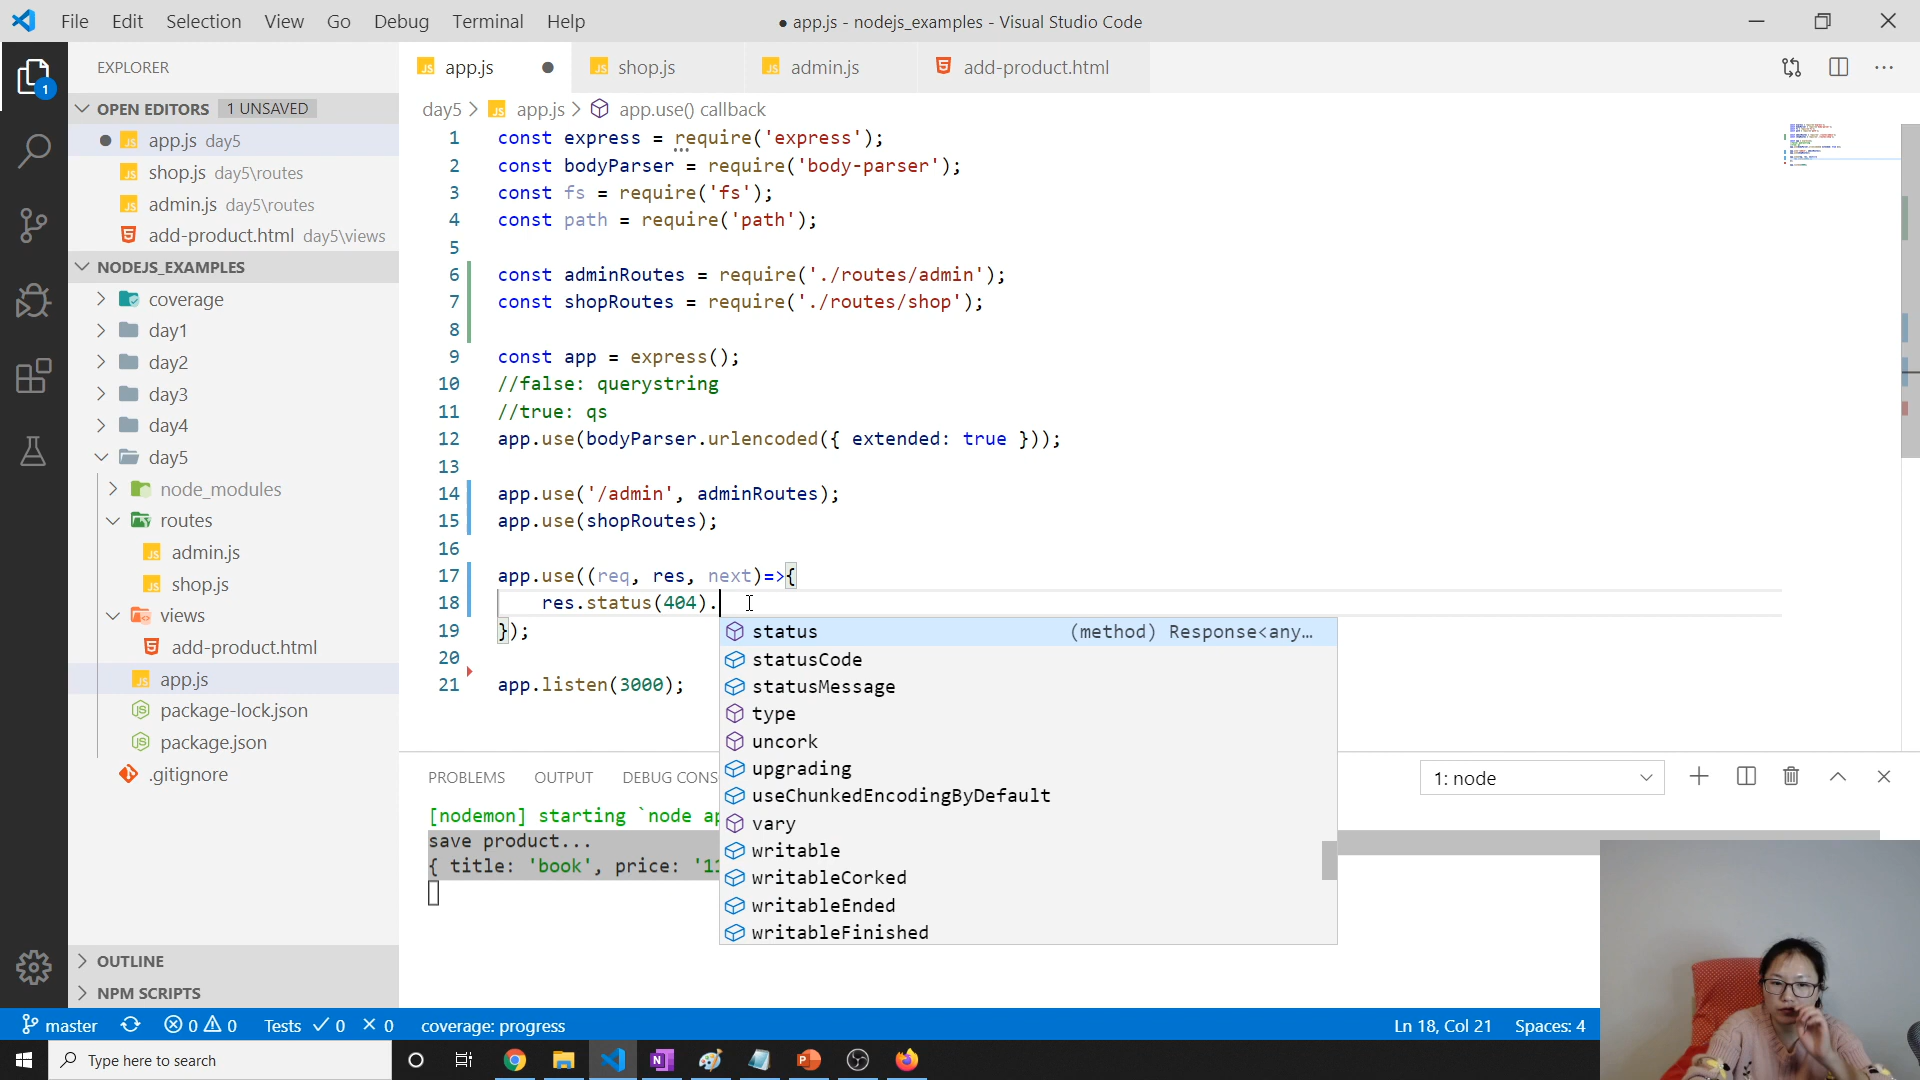 File Edit Selection View Go Debug Terminal Help
● app.js - nodejs_examples - Visual Studio Code
EXPLORER
OPEN EDITORS 1 UNSAVED
app.js day5
shop.js day5\routes
admin.js day5\routes
add-product.html day5\views
NODEJS_EXAMPLES
coverage
day1
day2
day3
day4
day5
node_modules
routes
admin.js
shop.js
views
add-product.html
app.js
package-lock.json
package.json
.gitignore
OUTLINE
NPM SCRIPTS
1
app.js shop.js admin.js add-product.html
day5 > app.js > app.use() callback
1 const express = require('express');
2 const bodyParser = require('body-parser');
3 const fs = require('fs');
4 const path = require('path');
5
6 const adminRoutes = require('./routes/admin');
7 const shopRoutes = require('./routes/shop');
8
9 const app = express();
10 //false: querystring
11 //true: qs
12 app.use(bodyParser.urlencoded({ extended: true }));
13
14 app.use('/admin', adminRoutes);
15 app.use(shopRoutes);
16
17 app.use((req, res, next)=>{
18 res.status(404).
19 });
20
21 app.listen(3000);
status (method) Response<any...
statusCode
statusMessage
type
uncork
upgrading
useChunkedEncodingByDefault
vary
writable
writableCorked
writableEnded
writableFinished
PROBLEMS OUTPUT DEBUG CONS
1: node
[nodemon] starting `node ap
save product...
{ title: 'book', price: '11
master 0 0 Tests 0 0 coverage: progress
Ln 18, Col 21 Spaces: 4
Type here to search